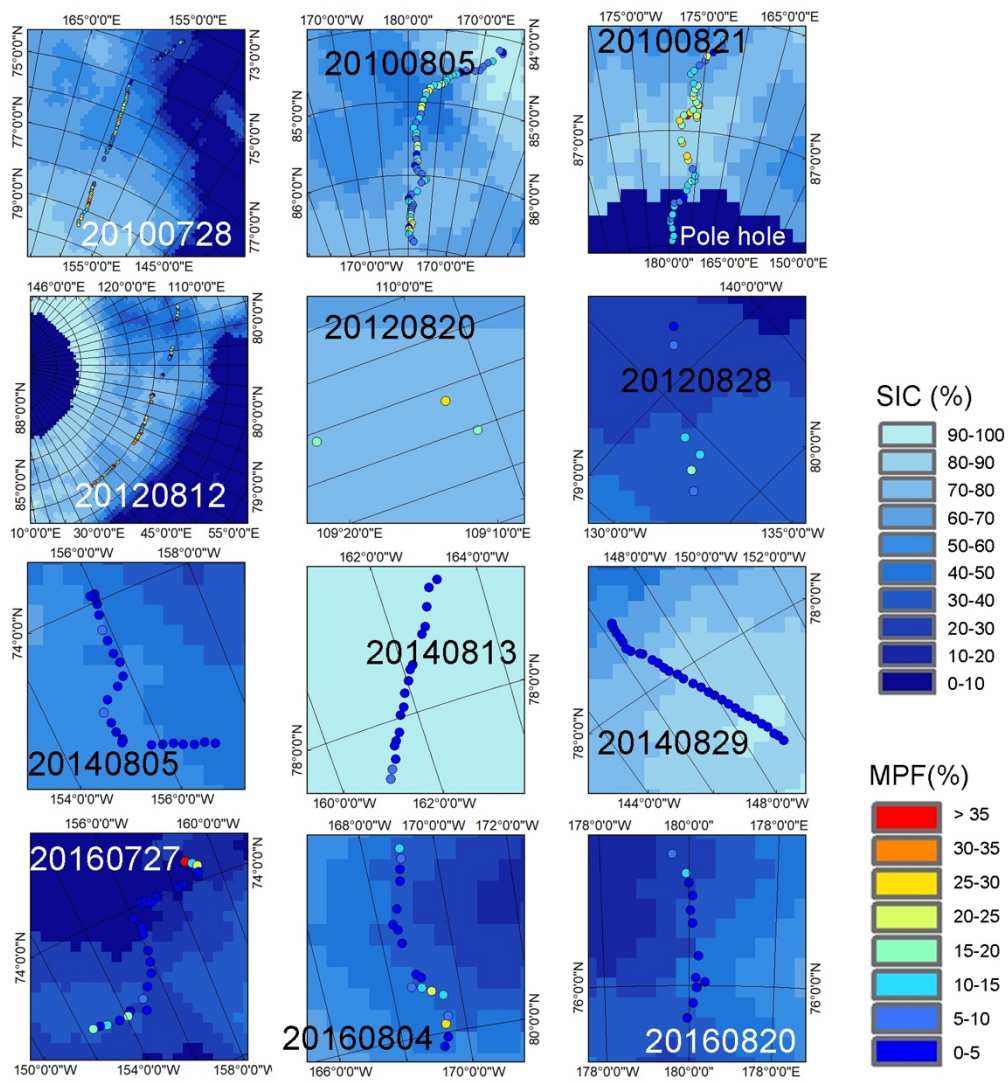 165°0'0"E 155°0'0"E
75°0'0"N 73°0'0"N
77°0'0"N 75°0'0"N
79°0'0"N 77°0'0"N
20100728
155°0'0"E 145°0'0"E
170°0'0"W 180°0'0" 170°0'0"E
84°0'0"N
20100805
85°0'0"N 85°0'0"N
86°0'0"N 86°0'0"N
170°0'0"W 170°0'0"E
175°0'0"W 175°0'0"E 165°0'0"E
20100821
87°0'0"N 87°0'0"N
Pole hole
180°0'0" 165°0'0"E 150°0'0"E
146°0'0"E 120°0'0"E 110°0'0"E
80°0'0"N
88°0'0"N 80°0'0"N
85°0'0"N 79°0'0"N
20120812
10°0'0"E 30°0'0"E 45°0'0"E 55°0'0"E
110°0'0"E
20120820
109°20'0"E 109°10'0"E
140°0'0"W
20120828
79°0'0"N 80°0'0"N
130°0'0"W 135°0'0"W
156°0'0"W 158°0'0"W
74°0'0"N
20140805
154°0'0"W 156°0'0"W
162°0'0"W 164°0'0"W
20140813
78°0'0"N 78°0'0"N
160°0'0"W 162°0'0"W
148°0'0"W 150°0'0"W 152°0'0"W
78°0'0"N
78°0'0"N 78°0'0"N
20140829
144°0'0"W 148°0'0"W
156°0'0"W 160°0'0"W
20160727
74°0'0"N
74°0'0"N
150°0'0"W 154°0'0"W 158°0'0"W
168°0'0"W 170°0'0"W 172°0'0"W
80°0'0"N
20160804
166°0'0"W 170°0'0"W
178°0'0"W 180°0'0" 178°0'0"E
76°0'0"N 76°0'0"N
20160820
178°0'0"W 180°0'0" 178°0'0"E
SIC (%)
90-100
80-90
70-80
60-70
50-60
40-50
30-40
20-30
10-20
0-10
MPF(%)
> 35
30-35
25-30
20-25
15-20
10-15
5-10
0-5